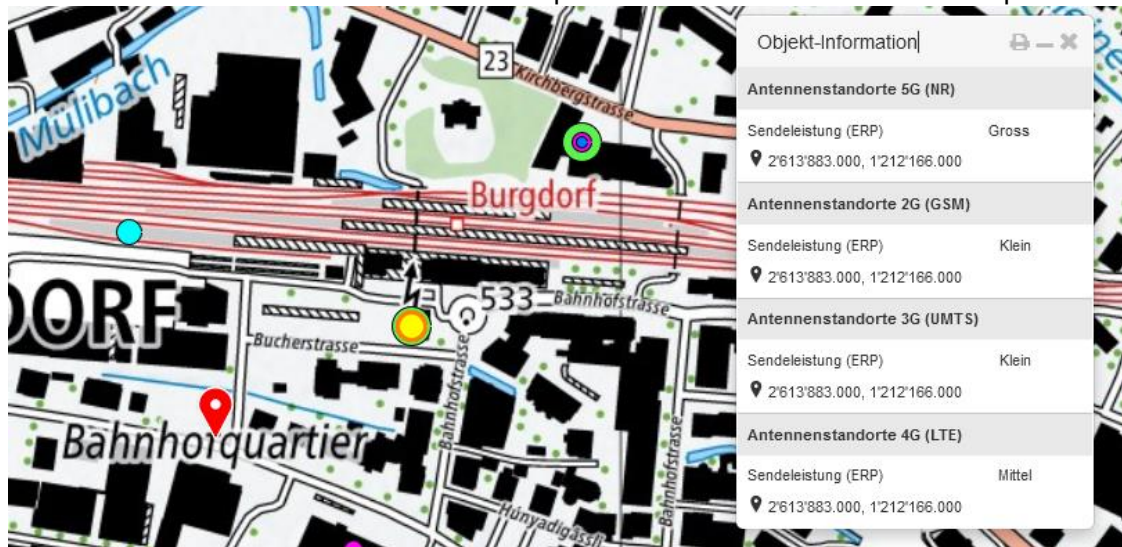 Mülibach
23
Kirchbergstrasse
Burgdorf
DORF
533
Bahnhofstrasse
Bucherstrasse
Bahnhofstrasse
Bahnhofstrasse
Bahnhofquartier
Hunyadigässli
Objekt-Information
Antennenstandorte 5G (NR)
Sendeleistung (ERP) Gross
2'613'883.000, 1'212'166.000
Antennenstandorte 2G (GSM)
Sendeleistung (ERP) Klein
2'613'883.000, 1'212'166.000
Antennenstandorte 3G (UMTS)
Sendeleistung (ERP) Klein
2'613'883.000, 1'212'166.000
Antennenstandorte 4G (LTE)
Sendeleistung (ERP) Mittel
2'613'883.000, 1'212'166.000